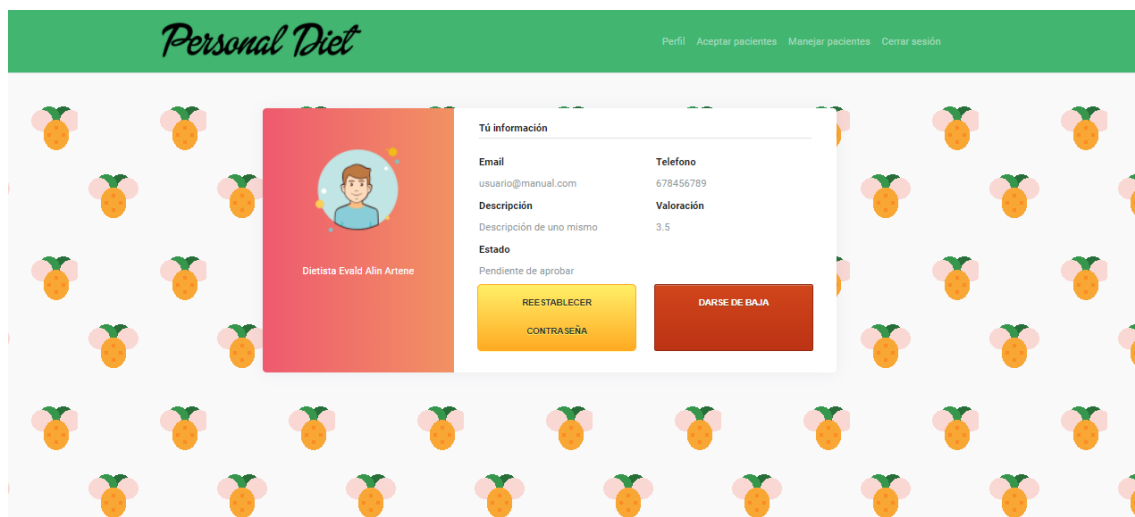 Personal Diet
Perfil Aceptar pacientes Manejar pacientes Cerrar sesión
Tú información
Email Telefono
usuario@manual.com 678456789
Descripción Valoración
Descripción de uno mismo 3.5
Estado
Pendiente de aprobar
Dietista Evald Alin Artene
REESTABLECER CONTRASEÑA
DARSE DE BAJA